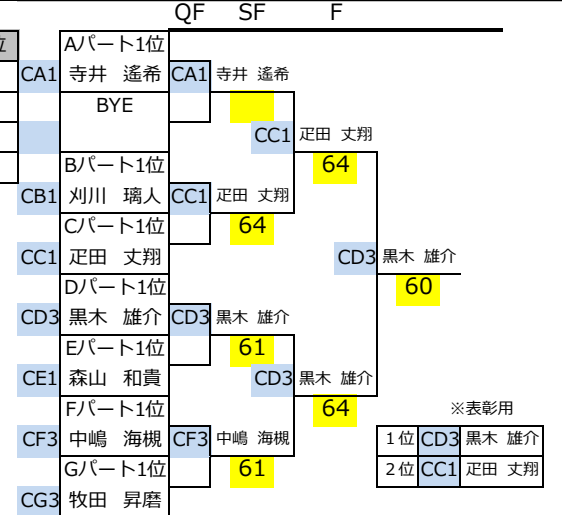 QF SF F
位 Aパート1位
CA1 寺井 遙希 CA1 寺井 遙希
BYE
CC1 疋田 丈翔
Bパート1位 64
CB1 刈川 璃人 CC1 疋田 丈翔
Cパート1位 64
CC1 疋田 丈翔 CD3 黒木 雄介
Dパート1位 60
CD3 黒木 雄介 CD3 黒木 雄介
Eパート1位 61
CE1 森山 和貴 CD3 黒木 雄介
Fパート1位 64 ※表彰用
CF3 中嶋 海槻 CF3 中嶋 海槻 1位 CD3 黒木 雄介
Gパート1位 61 2位 CC1 疋田 丈翔
CG3 牧田 昇磨